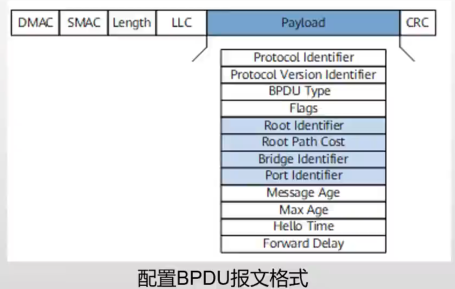 DMAC SMAC Length LLC Payload CRC
Protocol Identifier
Protocol Version Identifier
BPDU Type
Flags
Root Identifier
Root Path Cost
Bridge Identifier
Port Identifier
Message Age
Max Age
Hello Time
Forward Delay
配置BPDU报文格式